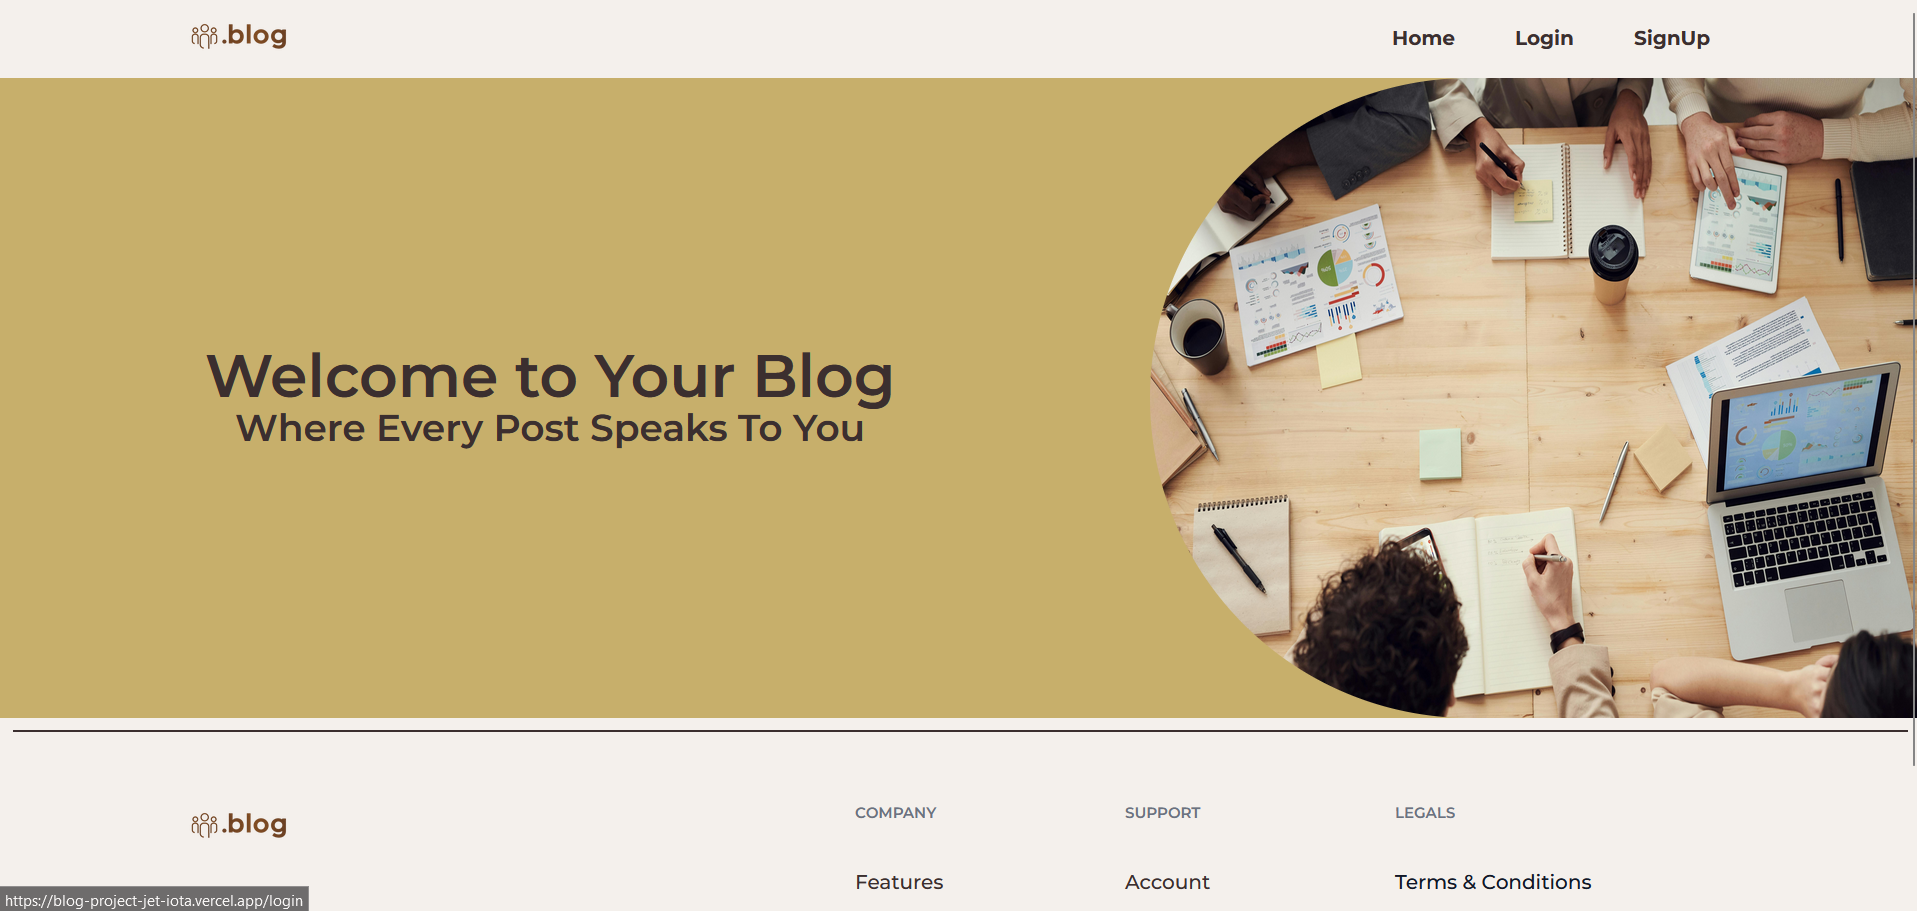 .blog
Home Login SignUp
Welcome to Your Blog
Where Every Post Speaks To You
.blog
COMPANY SUPPORT LEGALS
Features Account Terms & Conditions
https://blog-project-jet-iota.vercel.app/login